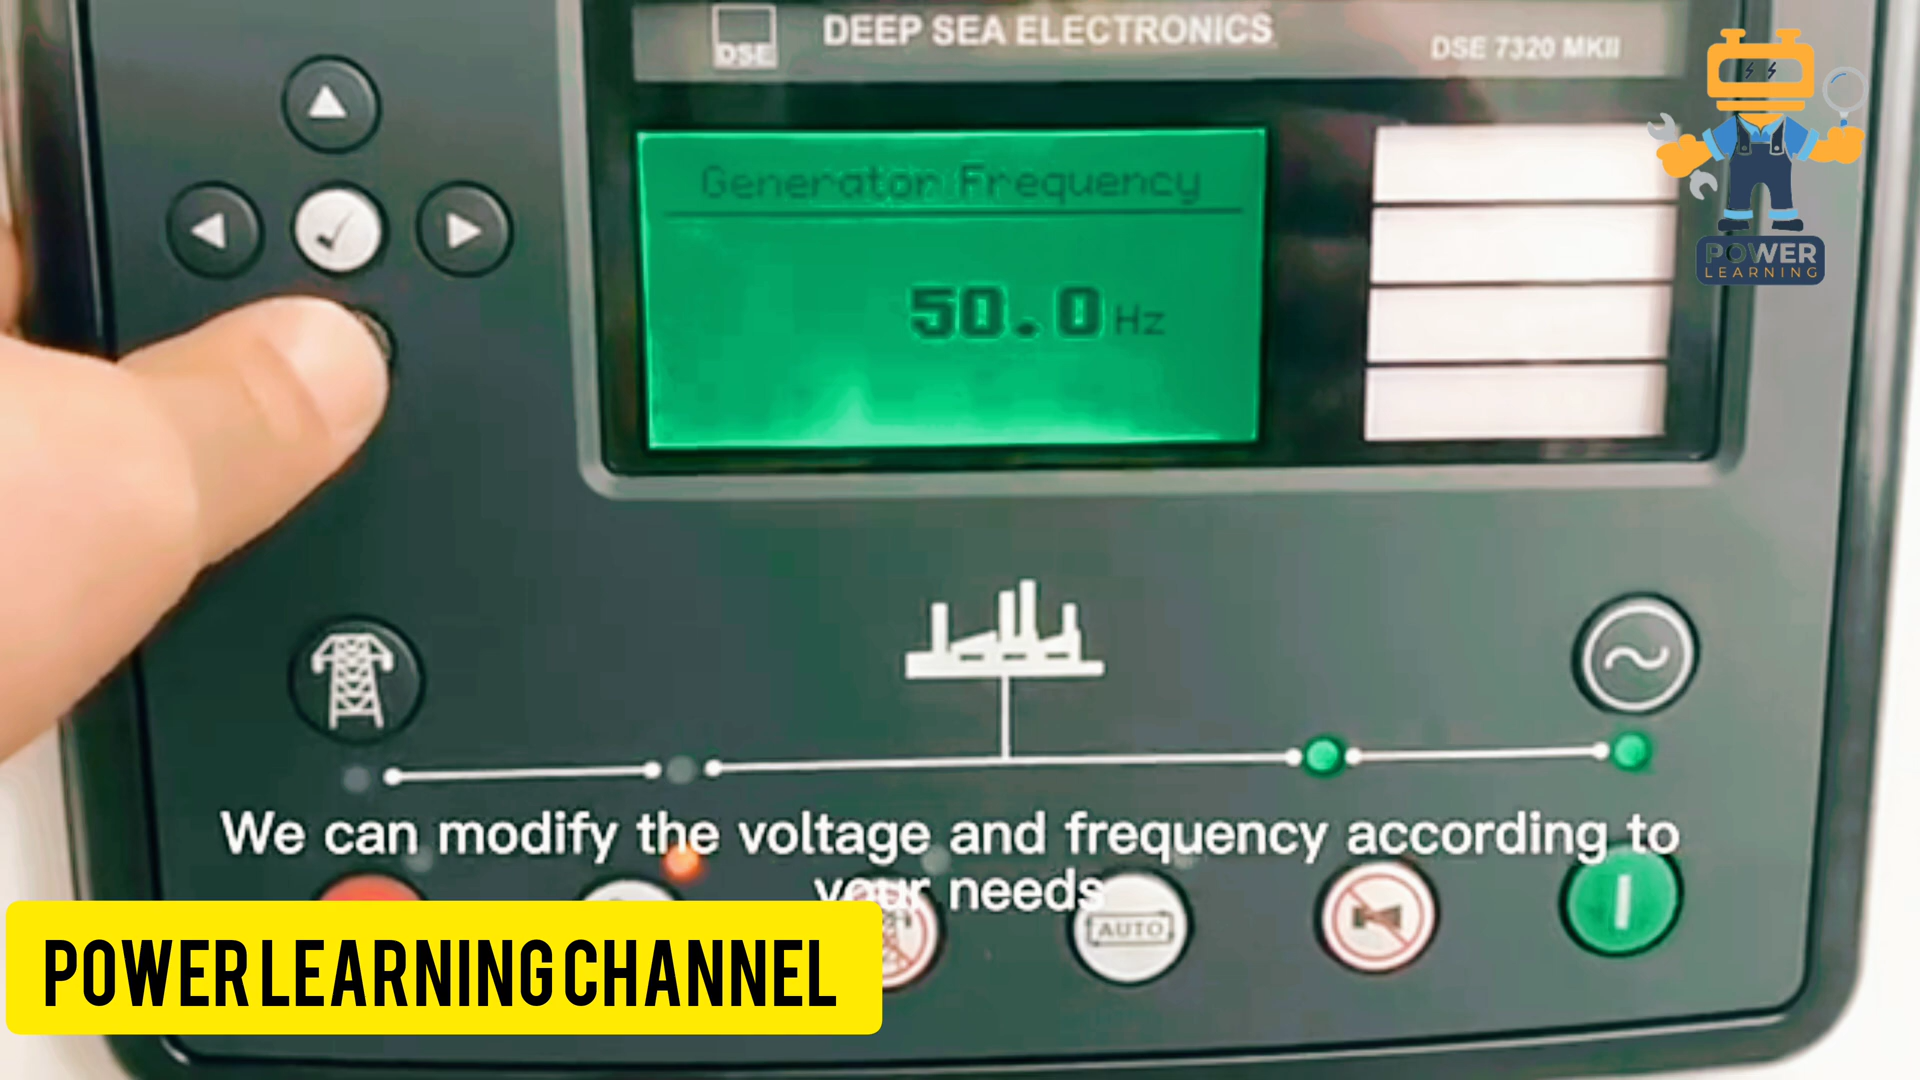 DSE
DEEP SEA ELECTRONICS
DSE 7320 MKII
Generator Frequency
50.0 Hz
POWER
LEARNING
We can modify the voltage and frequency according to
your needs
AUTO
POWER LEARNING CHANNEL